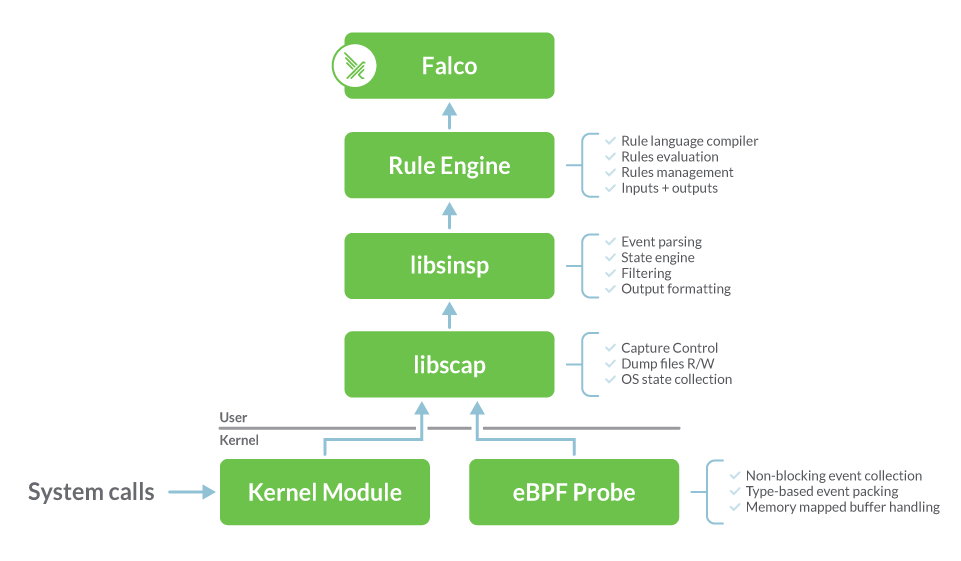 Falco
Rule Engine
Rule language compiler
Rules evaluation
Rules management
Inputs + outputs
libsinsp
Event parsing
State engine
Filtering
Output formatting
libscap
Capture Control
Dump files R/W
OS state collection
User
Kernel
System calls
Kernel Module
eBPF Probe
Non-blocking event collection
Type-based event packing
Memory mapped buffer handling